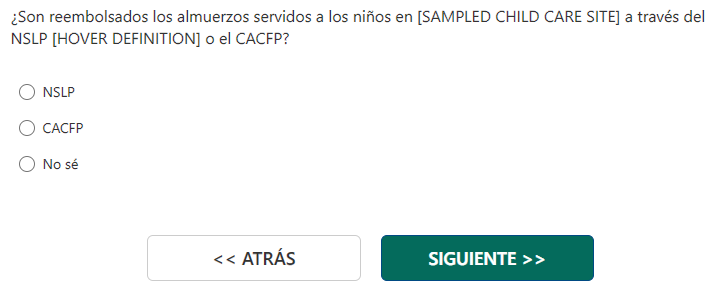 ¿Son reembolsados los almuerzos servidos a los niños en [SAMPLED CHILD CARE SITE] a través del
NSLP [HOVER DEFINITION] o el CACFP?
NSLP
CACFP
No sé
<< ATRÁS
SIGUIENTE >>